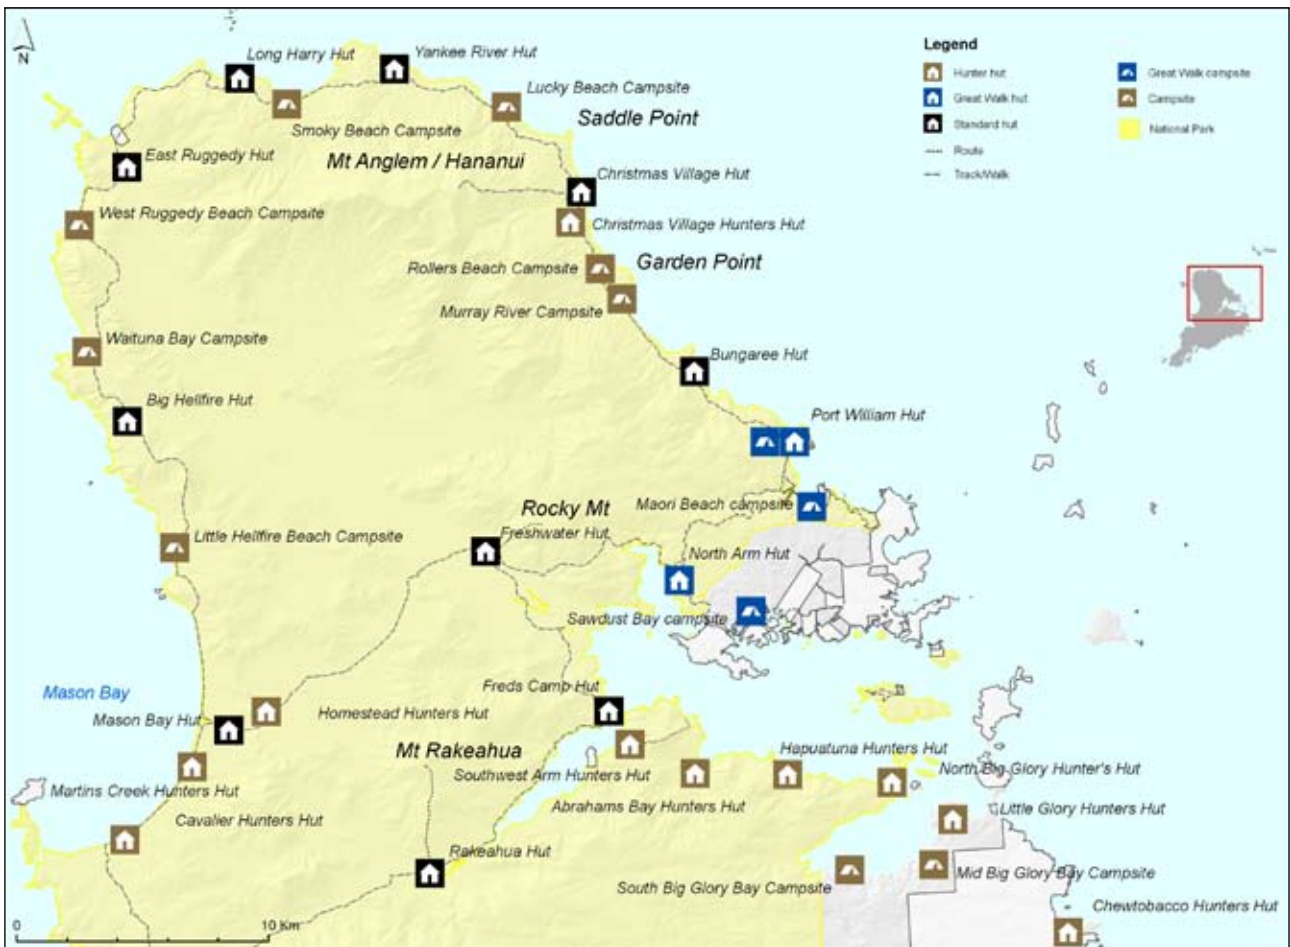 N
Long Harry Hut
Yankee River Hut
Legend
Hunter hut
Great Walk campsite
Great Walk hut
Campsite
Standard hut
National Park
Route
Track/Walk
Lucky Beach Campsite
Smoky Beach Campsite
Saddle Point
East Ruggedy Hut
Mt Anglem / Hananui
Christmas Village Hut
West Ruggedy Beach Campsite
Christmas Village Hunters Hut
Rollers Beach Campsite
Garden Point
Murray River Campsite
Waituna Bay Campsite
Bungaree Hut
Big Hellfire Hut
Port William Hut
Rocky Mt
Maori Beach campsite
Little Hellfire Beach Campsite
Freshwater Hut
North Arm Hut
Sawdust Bay campsite
Mason Bay
Freds Camp Hut
Mason Bay Hut
Homestead Hunters Hut
Mt Rakeahua
Hapuatuna Hunters Hut
Southwest Arm Hunters Hut
North Big Glory Hunter's Hut
Martins Creek Hunters Hut
Abrahams Bay Hunters Hut
Little Glory Hunters Hut
Cavalier Hunters Hut
Rakeahua Hut
Mid Big Glory Bay Campsite
South Big Glory Bay Campsite
Chewtobacco Hunters Hut
0
10 Km